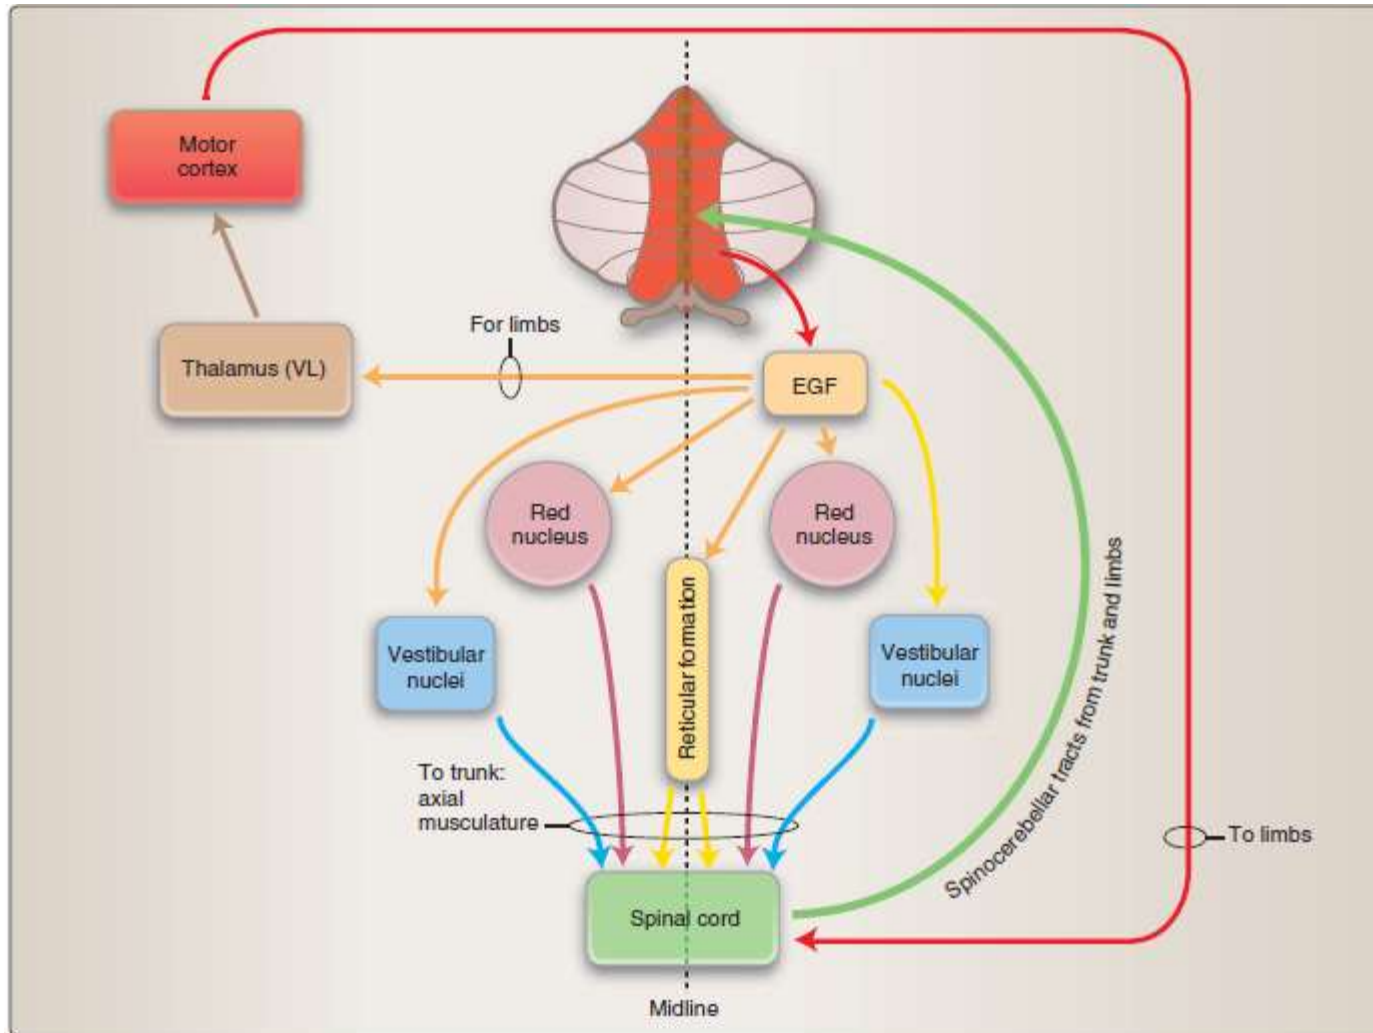 Motor
cortex
For limbs
Thalamus (VL)
EGF
Red
nucleus
Red
nucleus
Reticular formation
Vestibular
nuclei
Vestibular
nuclei
Spinocerebellar tracts from trunk and limbs
To trunk:
axial
musculature
To limbs
Spinal cord
Midline